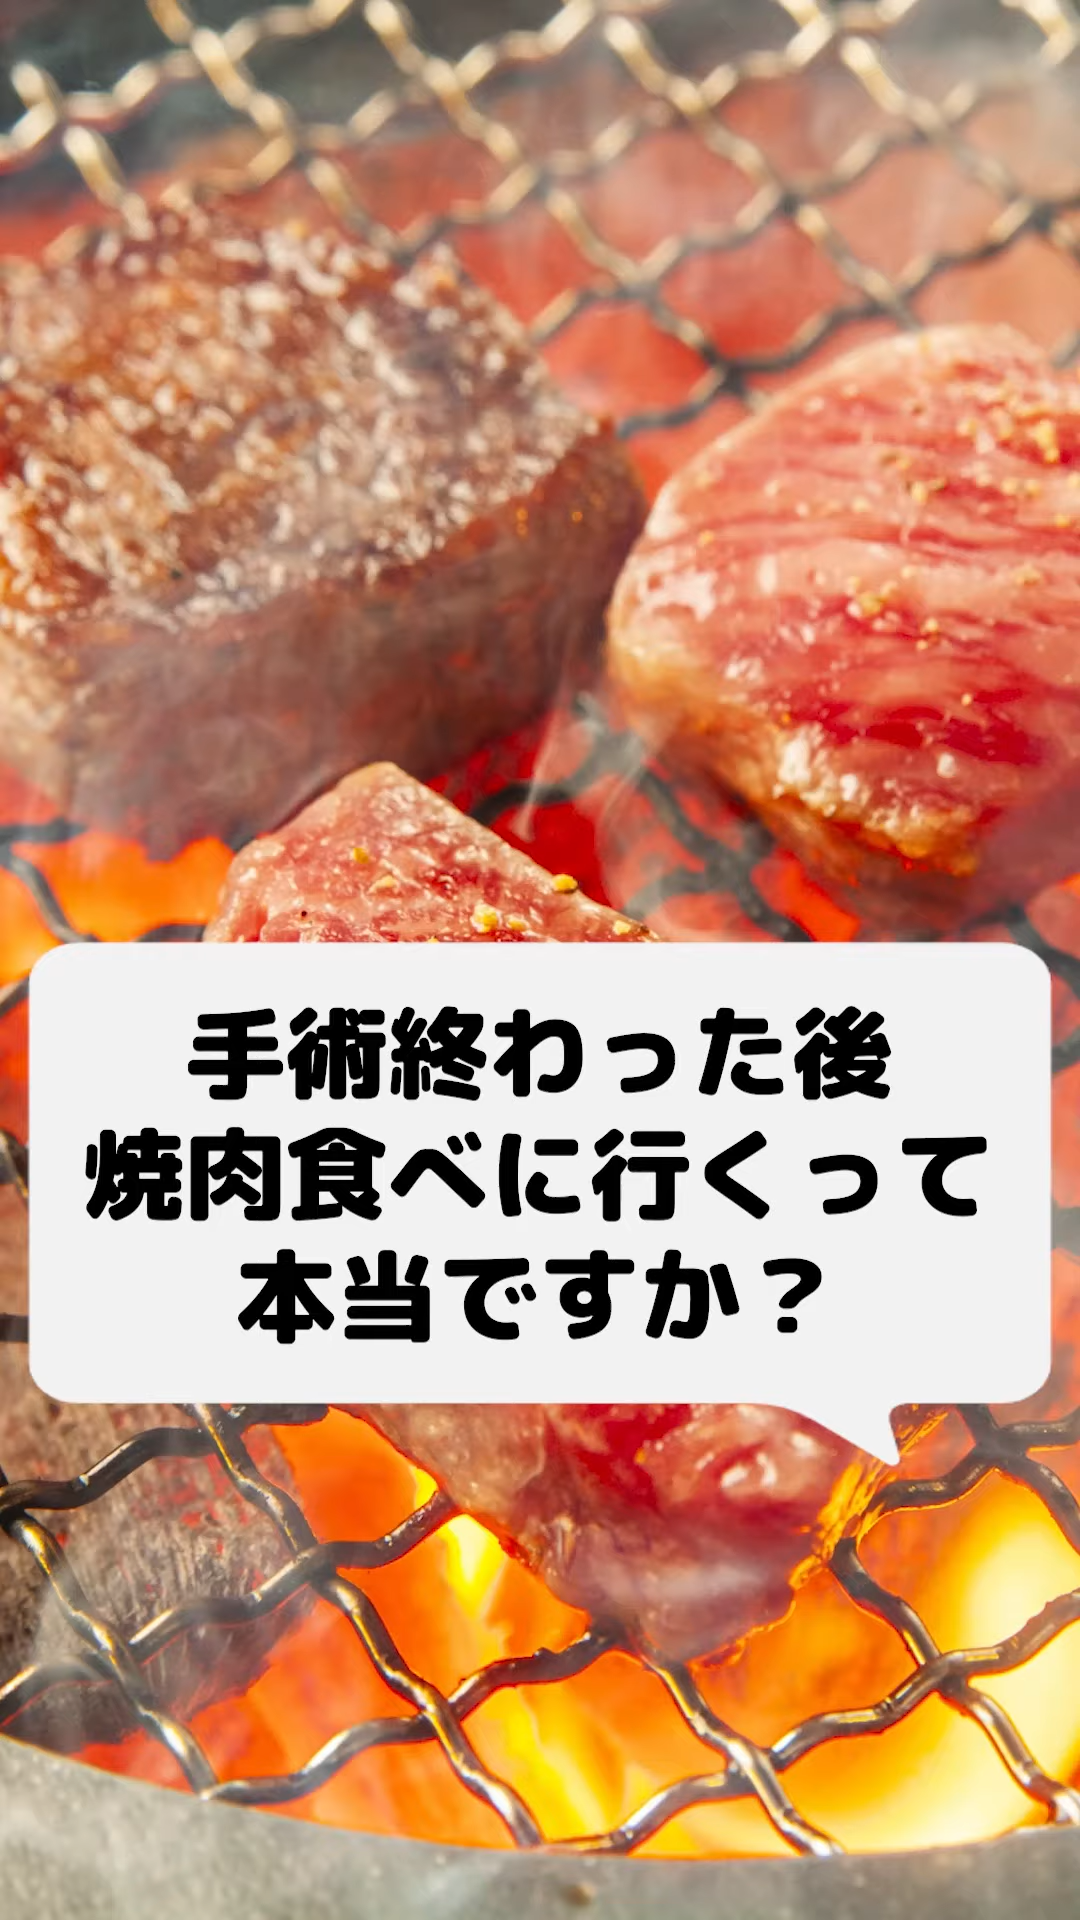 手術終わった後
焼肉食べに行くって
本当ですか？